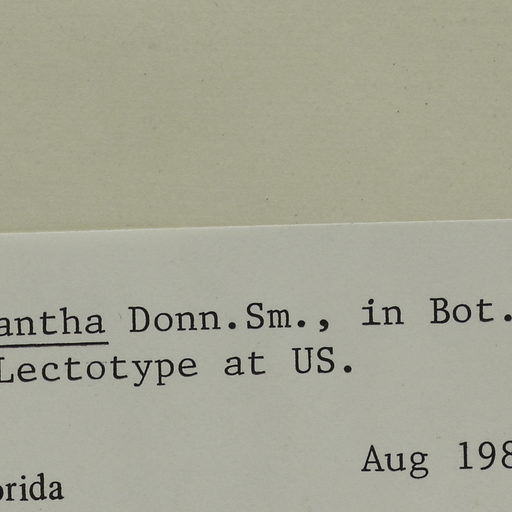 antha Donn.Sm., in Bot.
Lectotype at US.
Aug 198
orida